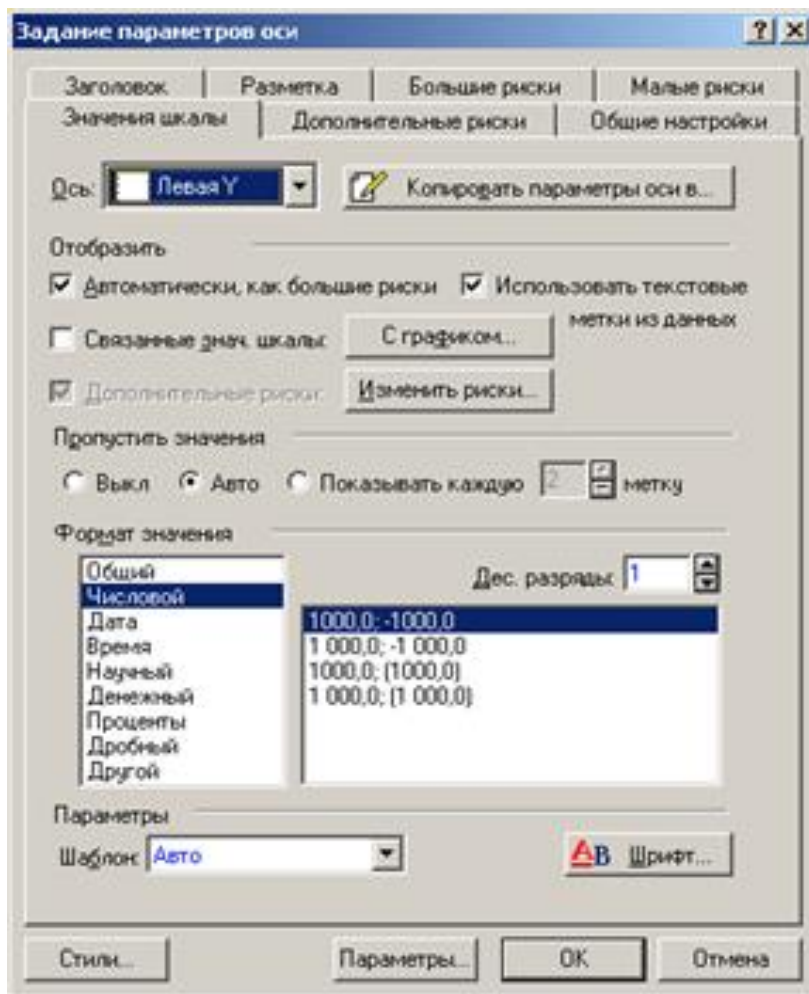 Задание параметров оси
Заголовок Разметка Большие риски Малые риски
Значения шкалы Дополнительные риски Общие настройки
Ось: Левая Y Копировать параметры оси в...
Отобразить
Автоматически, как большие риски Использовать текстовые
метки из данных
Связанные знач. шкалы: С графиком...
Дополнительные риски: Изменить риски...
Пропустить значения
Выкл Авто Показывать каждую 2 метку
Формат значения
Общий
Дес. разряды: 1
Числовой
Дата
Время
Научный
Денежный
Проценты
Дробный
Другой
1000,0; -1000,0
1 000,0; -1 000,0
1000,0; (1000,0)
1 000,0; (1 000,0)
Параметры
Шаблон: Авто AB Шрифт...
Стили... Параметры... OK Отмена